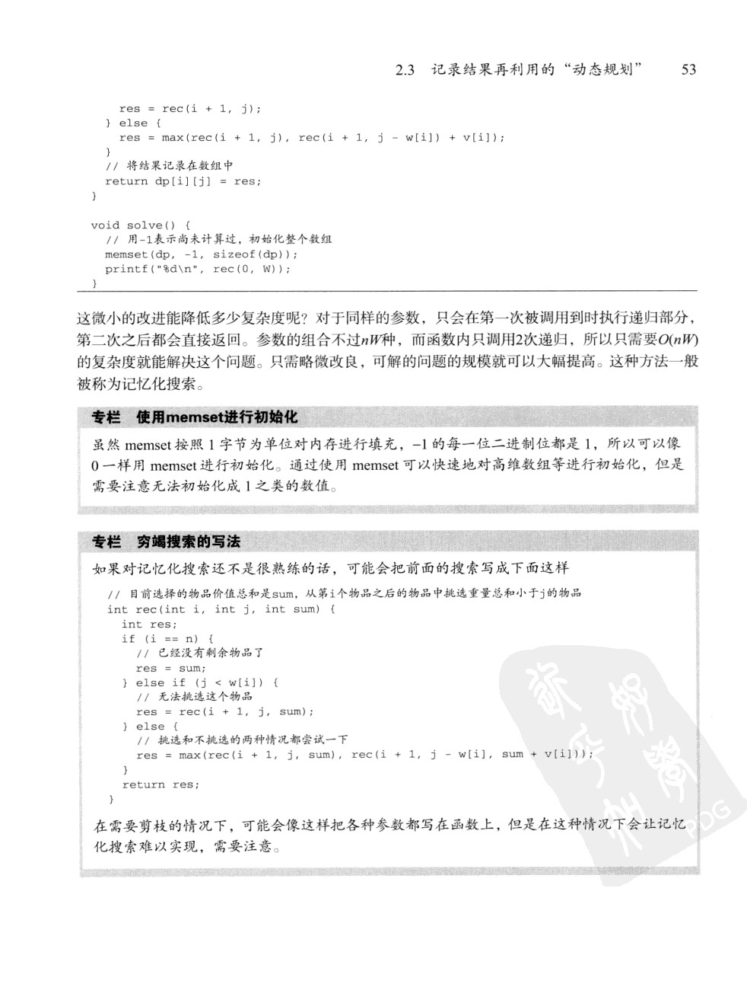 2.3 记录结果再利用的“动态规划” 53
res = rec(i + 1, j);
} else {
res = max(rec(i + 1, j), rec(i + 1, j - w[i]) + v[i]);
}
// 将结果记录在数组中
return dp[i][j] = res;
}
void solve() {
// 用-1表示尚未计算过，初始化整个数组
memset(dp, -1, sizeof(dp));
printf("%d\n", rec(0, W));
}
这微小的改进能降低多少复杂度呢？对于同样的参数，只会在第一次被调用到时执行递归部分，
第二次之后都会直接返回。参数的组合不过nW种，而函数内只调用2次递归，所以只需要O(nW)
的复杂度就能解决这个问题。只需略微改良，可解的问题的规模就可以大幅提高。这种方法一般
被称为记忆化搜索。
专栏 使用memset进行初始化
虽然 memset 按照 1 字节为单位对内存进行填充，-1 的每一位二进制位都是 1，所以可以像
0 一样用 memset 进行初始化。通过使用 memset 可以快速地对高维数组等进行初始化，但是
需要注意无法初始化成 1 之类的数值。
专栏 穷竭搜索的写法
如果对记忆化搜索还不是很熟练的话，可能会把前面的搜索写成下面这样
// 目前选择的物品价值总和是sum，从第i个物品之后的物品中挑选重量总和小于j的物品
int rec(int i, int j, int sum) {
int res;
if (i == n) {
// 已经没有剩余物品了
res = sum;
} else if (j < w[i]) {
// 无法挑选这个物品
res = rec(i + 1, j, sum);
} else {
// 挑选和不挑选的两种情况都尝试一下
res = max(rec(i + 1, j, sum), rec(i + 1, j - w[i], sum + v[i]));
}
return res;
}
在需要剪枝的情况下，可能会像这样把各种参数都写在函数上，但是在这种情况下会让记忆
化搜索难以实现，需要注意。
PDG